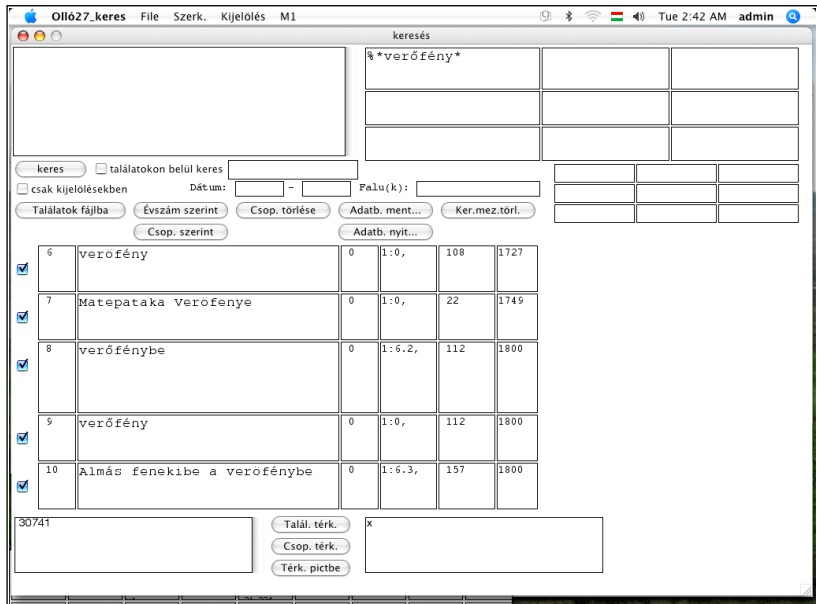 Olló27_keres File Szerk. Kijelölés M1 Tue 2:42 AM admin
keresés
%*verőfény*
keres találatokon belül keres
csak kijelölésekben Dátum: - Falu(k):
Találatok fájlba Évszám szerint Csop. törlése Adatb. ment... Ker.mez.törl.
Csop. szerint Adatb. nyit...
6 veröfény 0 1:0, 108 1727
7 Matepataka Veröfenye 0 1:0, 22 1749
8 verőfénybe 0 1:6.2, 112 1800
9 verőfény 0 1:0, 112 1800
10 Almás fenekibe a veröfénybe 0 1:6.3, 157 1800
30741 Talál. térk. x
Csop. térk.
Térk. pictbe